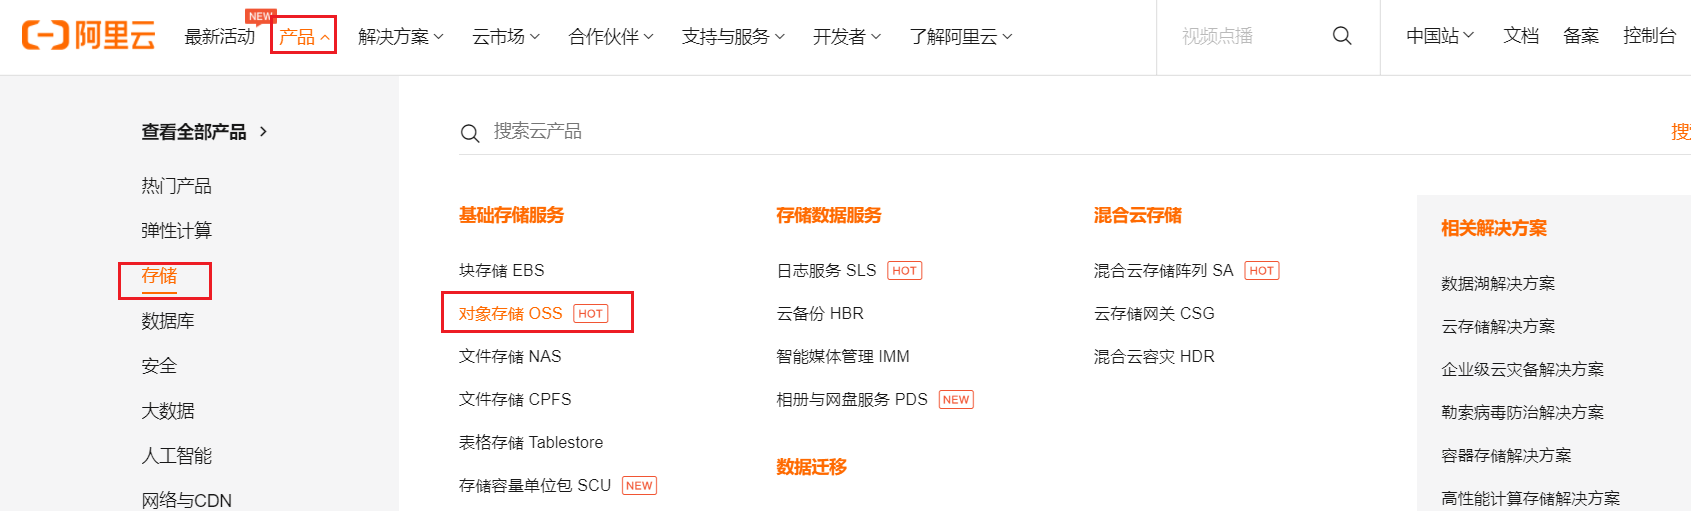 阿里云
最新活动
NEW
产品
解决方案
云市场
合作伙伴
支持与服务
开发者
了解阿里云
视频点播
中国站
文档
备案
控制台
查看全部产品
热门产品
弹性计算
存储
数据库
安全
大数据
人工智能
网络与CDN
搜索云产品
基础存储服务
块存储 EBS
对象存储 OSS HOT
文件存储 NAS
文件存储 CPFS
表格存储 Tablestore
存储容量单位包 SCU NEW
存储数据服务
日志服务 SLS HOT
云备份 HBR
智能媒体管理 IMM
相册与网盘服务 PDS NEW
数据迁移
混合云存储
混合云存储阵列 SA HOT
云存储网关 CSG
混合云容灾 HDR
相关解决方案
数据湖解决方案
云存储解决方案
企业级云灾备解决方案
勒索病毒防治解决方案
容器存储解决方案
高性能计算存储解决方案